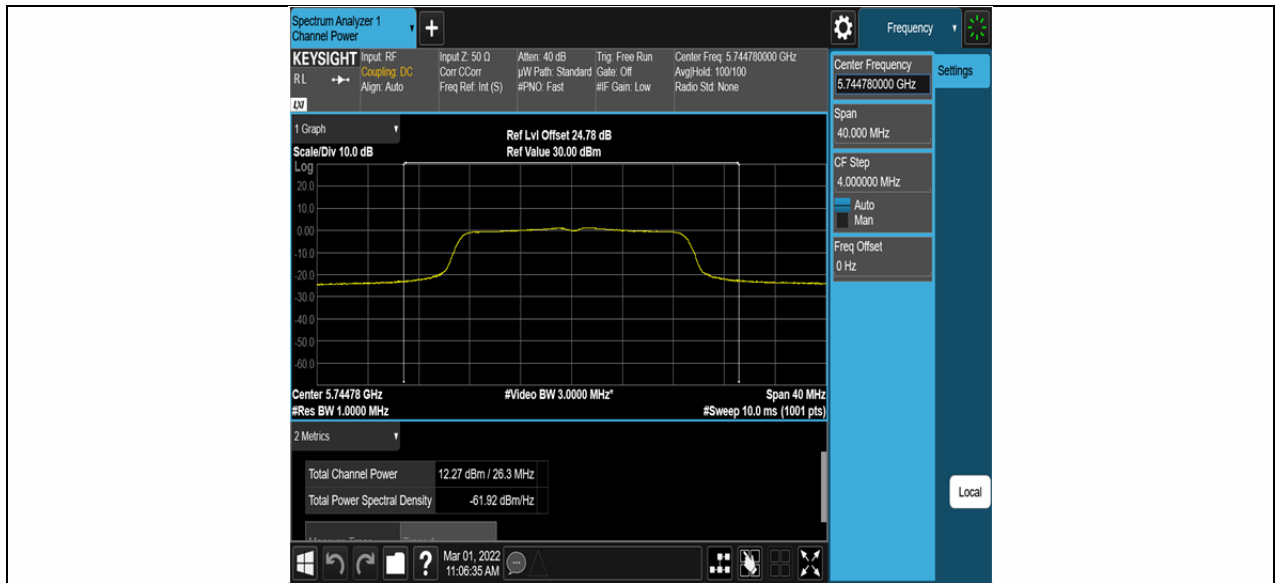 Spectrum Analyzer 1
Channel Power
+
Frequency
KEYSIGHT
RL
LXI
Input: RF
Coupling: DC
Align: Auto
Input Z: 50 Ω
Corr CCorr
Freq Ref: Int (S)
Atten: 40 dB
µW Path: Standard
#PNO: Fast
Trig: Free Run
Gate: Off
#IF Gain: Low
Center Freq: 5.744780000 GHz
Avg|Hold: 100/100
Radio Std: None
Center Frequency
5.744780000 GHz
Settings
Span
40.000 MHz
CF Step
4.000000 MHz
Auto
Man
Freq Offset
0 Hz
Local
1 Graph
Scale/Div 10.0 dB
Ref Lvl Offset 24.78 dB
Ref Value 30.00 dBm
Log
20.0
10.0
0.00
-10.0
-20.0
-30.0
-40.0
-50.0
-60.0
Center 5.74478 GHz
#Video BW 3.0000 MHz*
Span 40 MHz
#Res BW 1.0000 MHz
#Sweep 10.0 ms (1001 pts)
2 Metrics
Total Channel Power 12.27 dBm / 26.3 MHz
Total Power Spectral Density -61.92 dBm/Hz
?
Mar 01, 2022
11:06:35 AM